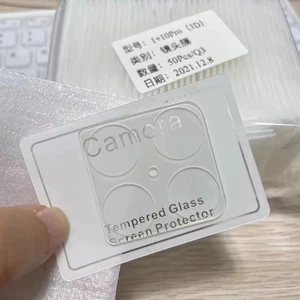 型号: 1+10Pro (3D)
类别: 镜头膜
数量: 50Pcs/Q3
日期: 2021.12.8
Camera
Tempered Glass
Screen Protector